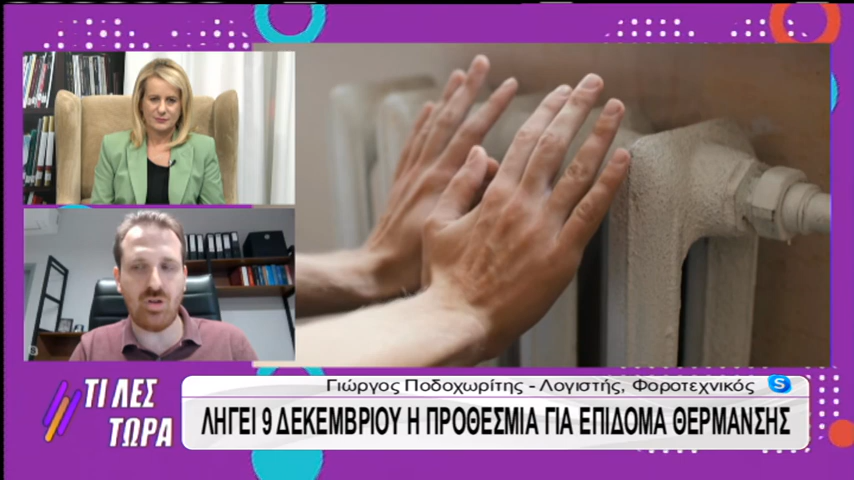 Γιώργος Ποδοχωρίτης - Λογιστής, Φοροτεχνικός
ΤΙ ΛΕΣ
ΤΩΡΑ
ΛΗΓΕΙ 9 ΔΕΚΕΜΒΡΙΟΥ Η ΠΡΟΘΕΣΜΙΑ ΓΙΑ ΕΠΙΔΟΜΑ ΘΕΡΜΑΝΣΗΣ